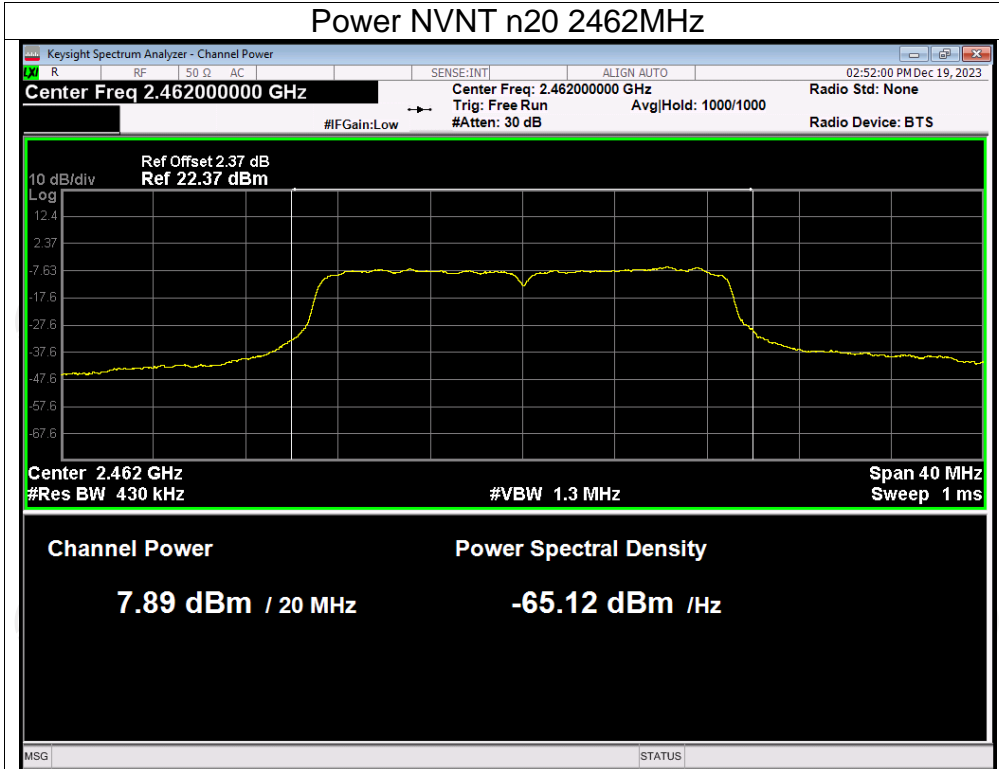 Power NVNT n20 2462MHz
Keysight Spectrum Analyzer - Channel Power
LXI R RF 50 Ω AC SENSE:INT ALIGN AUTO 02:52:00 PM Dec 19, 2023
Center Freq 2.462000000 GHz Center Freq: 2.462000000 GHz Radio Std: None
Trig: Free Run Avg|Hold: 1000/1000
#IFGain:Low #Atten: 30 dB Radio Device: BTS
Ref Offset 2.37 dB
10 dB/div Ref 22.37 dBm
Log
12.4
2.37
-7.63
-17.6
-27.6
-37.6
-47.6
-57.6
-67.6
Center 2.462 GHz Span 40 MHz
#Res BW 430 kHz #VBW 1.3 MHz Sweep 1 ms
Channel Power Power Spectral Density
7.89 dBm / 20 MHz -65.12 dBm /Hz
MSG STATUS